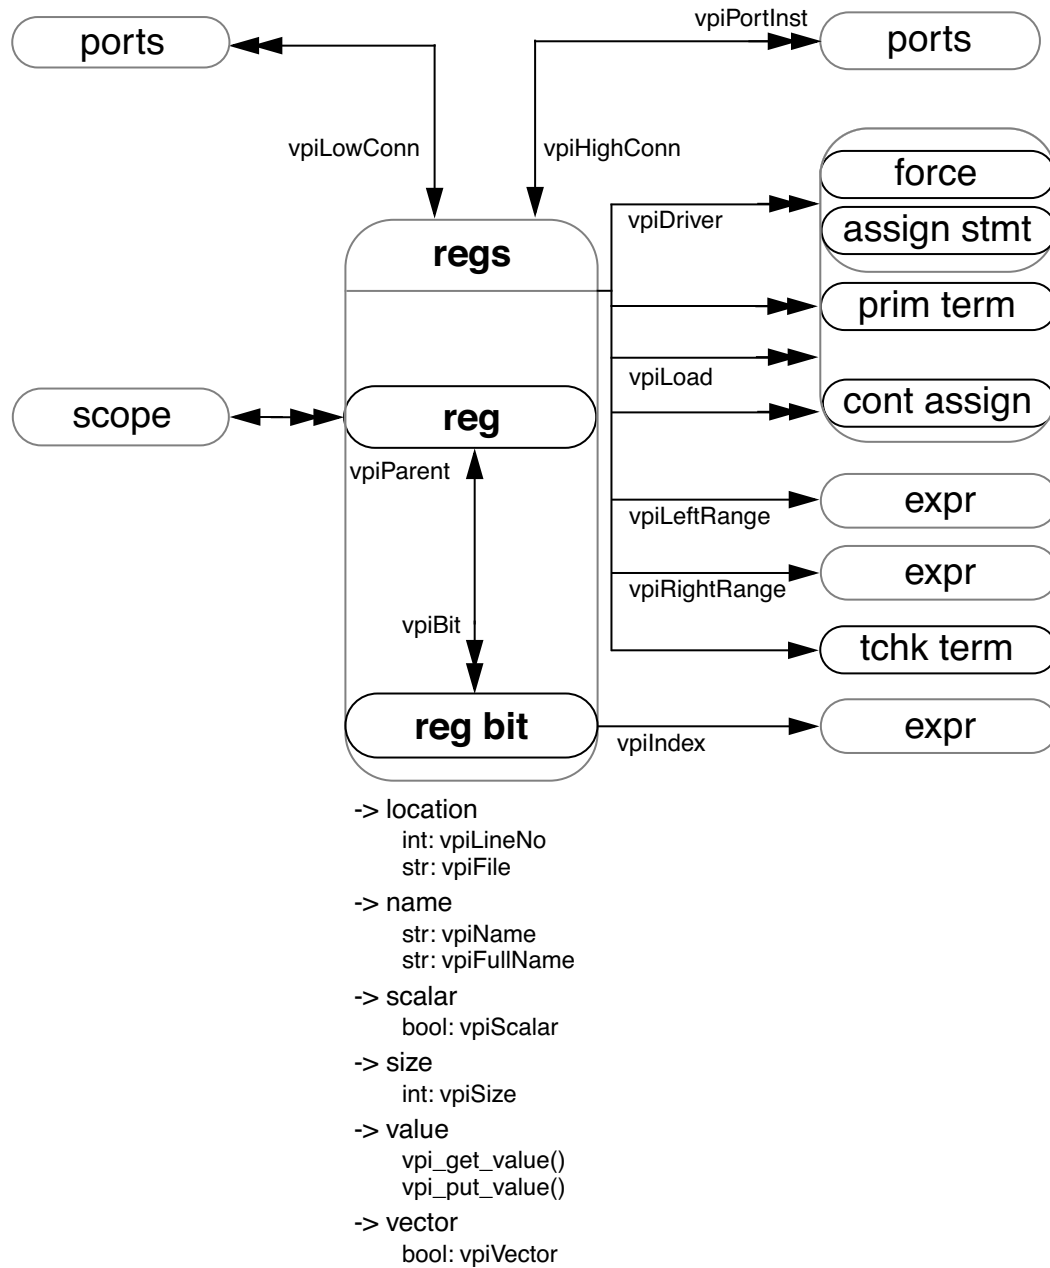 vpiPortInst
ports
ports
vpiLowConn
vpiHighConn
force
regs
vpiDriver
assign stmt
prim term
vpiLoad
scope
reg
cont assign
vpiParent
vpiLeftRange
expr
vpiRightRange
expr
vpiBit
tchk term
reg bit
vpiIndex
expr
-> location
int: vpiLineNo
str: vpiFile
-> name
str: vpiName
str: vpiFullName
-> scalar
bool: vpiScalar
-> size
int: vpiSize
-> value
vpi_get_value()
vpi_put_value()
-> vector
bool: vpiVector